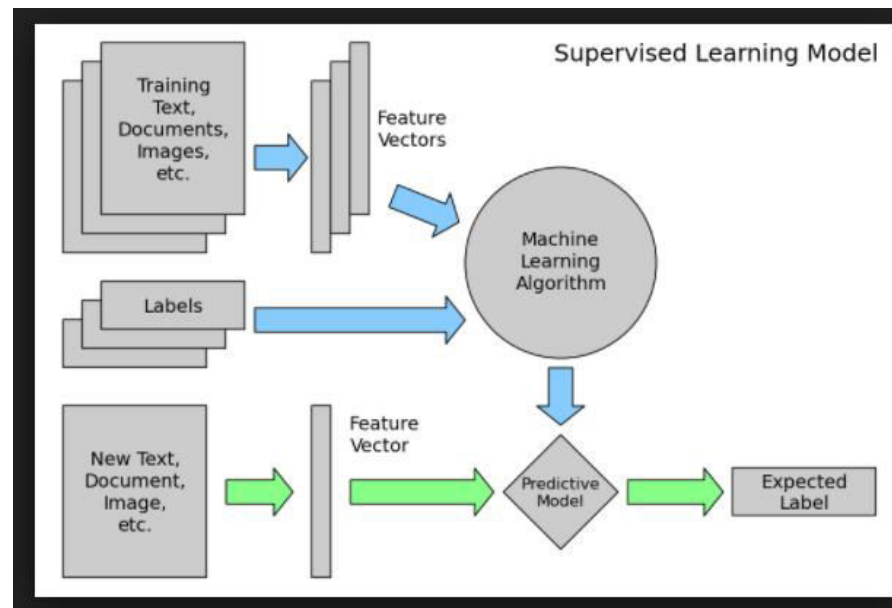 Supervised Learning Model
Training
Text,
Documents,
Images,
etc.
Feature
Vectors
Machine
Learning
Algorithm
Labels
New Text,
Document,
Image,
etc.
Feature
Vector
Predictive
Model
Expected
Label